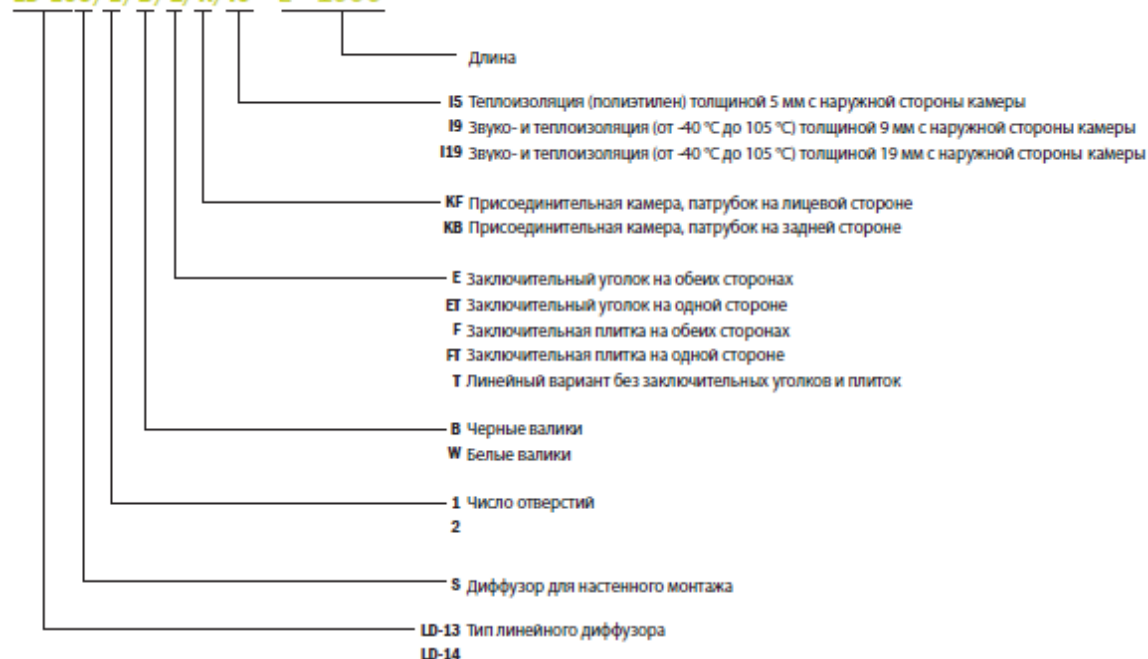 Длина
I5 Теплоизоляция (полиэтилен) толщиной 5 мм с наружной стороны камеры
I9 Звуко- и теплоизоляция (от -40 °C до 105 °C) толщиной 9 мм с наружной стороны камеры
I19 Звуко- и теплоизоляция (от -40 °C до 105 °C) толщиной 19 мм с наружной стороны камеры
KF Присоединительная камера, патрубок на лицевой стороне
KB Присоединительная камера, патрубок на задней стороне
E Заключительный уголок на обеих сторонах
ET Заключительный уголок на одной стороне
F Заключительная плитка на обеих сторонах
FT Заключительная плитка на одной стороне
T Линейный вариант без заключительных уголков и плиток
B Черные валики
W Белые валики
1 Число отверстий
2
S Диффузор для настенного монтажа
LD-13 Тип линейного диффузора
LD-14